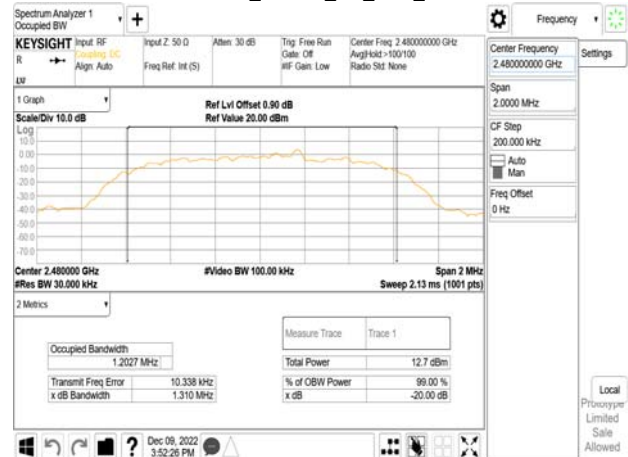 Spectrum Analyzer 1
Occupied BW
Frequency
KEYSIGHT
R
Input: RF
Coupling: DC
Align: Auto
Input Z: 50 Ω
Freq Ref: Int (S)
Atten: 30 dB
Trig: Free Run
Gate: Off
#IF Gain: Low
Center Freq: 2.480000000 GHz
Avg|Hold:>100/100
Radio Std: None
LU
Center Frequency
2.480000000 GHz
Settings
Span
2.0000 MHz
CF Step
200.000 kHz
Auto
Man
Freq Offset
0 Hz
1 Graph
Ref Lvl Offset 0.90 dB
Scale/Div 10.0 dB
Ref Value 20.00 dBm
Log
10.0
0.00
-10.0
-20.0
-30.0
-40.0
-50.0
-60.0
-70.0
Center 2.480000 GHz
#Video BW 100.00 kHz
Span 2 MHz
#Res BW 30.000 kHz
Sweep 2.13 ms (1001 pts)
2 Metrics
Measure Trace
Trace 1
Occupied Bandwidth
1.2027 MHz
Total Power
12.7 dBm
Transmit Freq Error
10.338 kHz
% of OBW Power
99.00 %
x dB Bandwidth
1.310 MHz
x dB
-20.00 dB
Local
Prototype
Limited
Sale
Allowed
?
Dec 09, 2022
3:52:26 PM